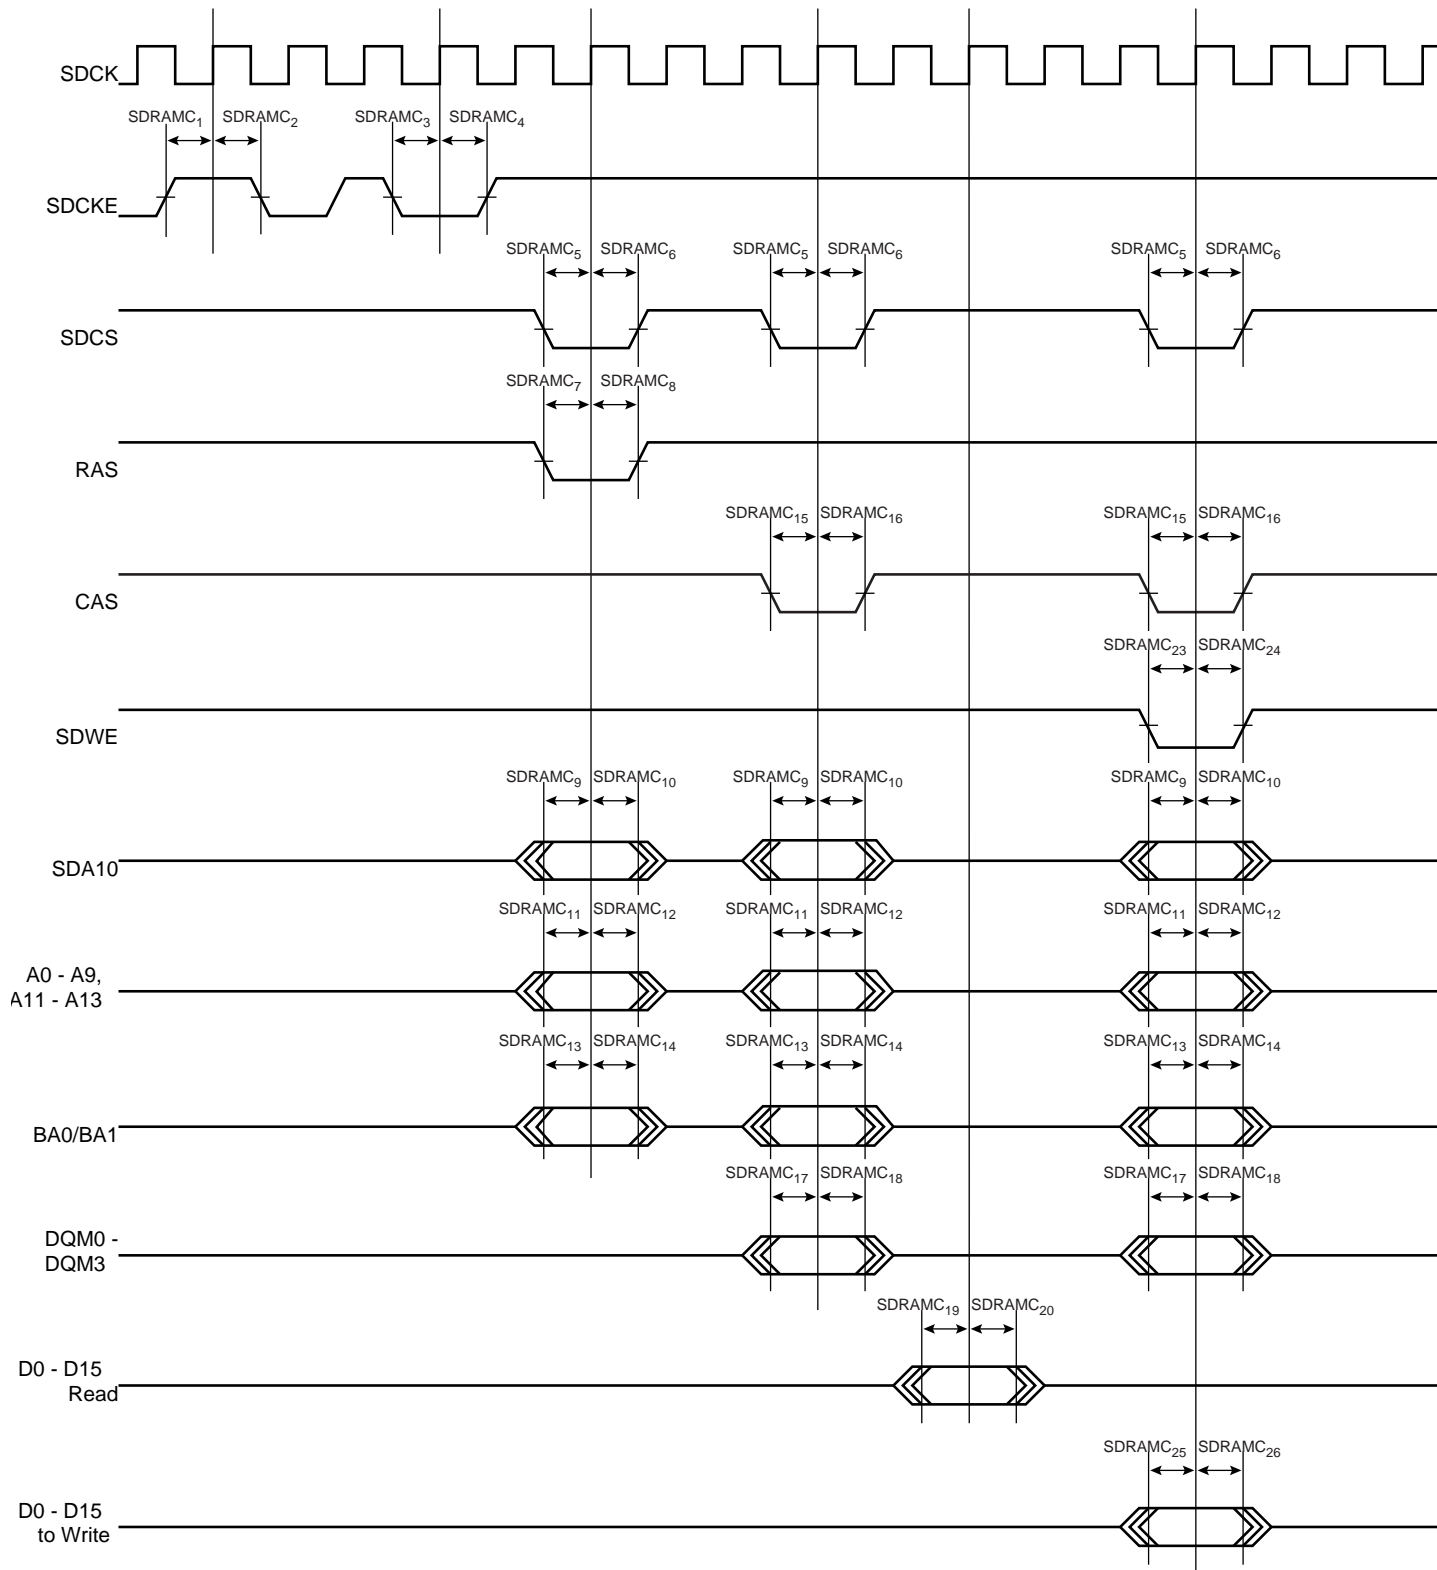 SDCK
SDRAMC1 SDRAMC2 SDRAMC3 SDRAMC4
SDCKE
SDRAMC5 SDRAMC6 SDRAMC5 SDRAMC6 SDRAMC5 SDRAMC6
SDCS
SDRAMC7 SDRAMC8
RAS
SDRAMC15 SDRAMC16 SDRAMC15 SDRAMC16
CAS
SDRAMC23 SDRAMC24
SDWE
SDRAMC9 SDRAMC10 SDRAMC9 SDRAMC10 SDRAMC9 SDRAMC10
SDA10
SDRAMC11 SDRAMC12 SDRAMC11 SDRAMC12 SDRAMC11 SDRAMC12
A0 - A9,
A11 - A13
SDRAMC13 SDRAMC14 SDRAMC13 SDRAMC14 SDRAMC13 SDRAMC14
BA0/BA1
SDRAMC17 SDRAMC18 SDRAMC17 SDRAMC18
DQM0 -
DQM3
SDRAMC19 SDRAMC20
D0 - D15
Read
SDRAMC25 SDRAMC26
D0 - D15
to Write